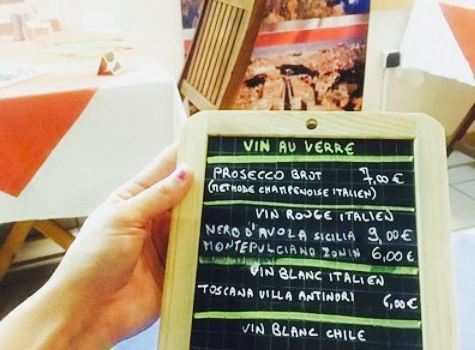 VIN AU VERRE
PROSECCO BRUT 7,00 €
(METHODE CHAMPENOISE ITALIEN)
VIN ROUGE ITALIEN
NERO D'AVOLA SICILIA 9,00 €
MONTEPULCIANO ZONIN 6,00 €
VIN BLANC ITALIEN
TOSCANA VILLA ANTINORI 6,00 €
VIN BLANC CHILE